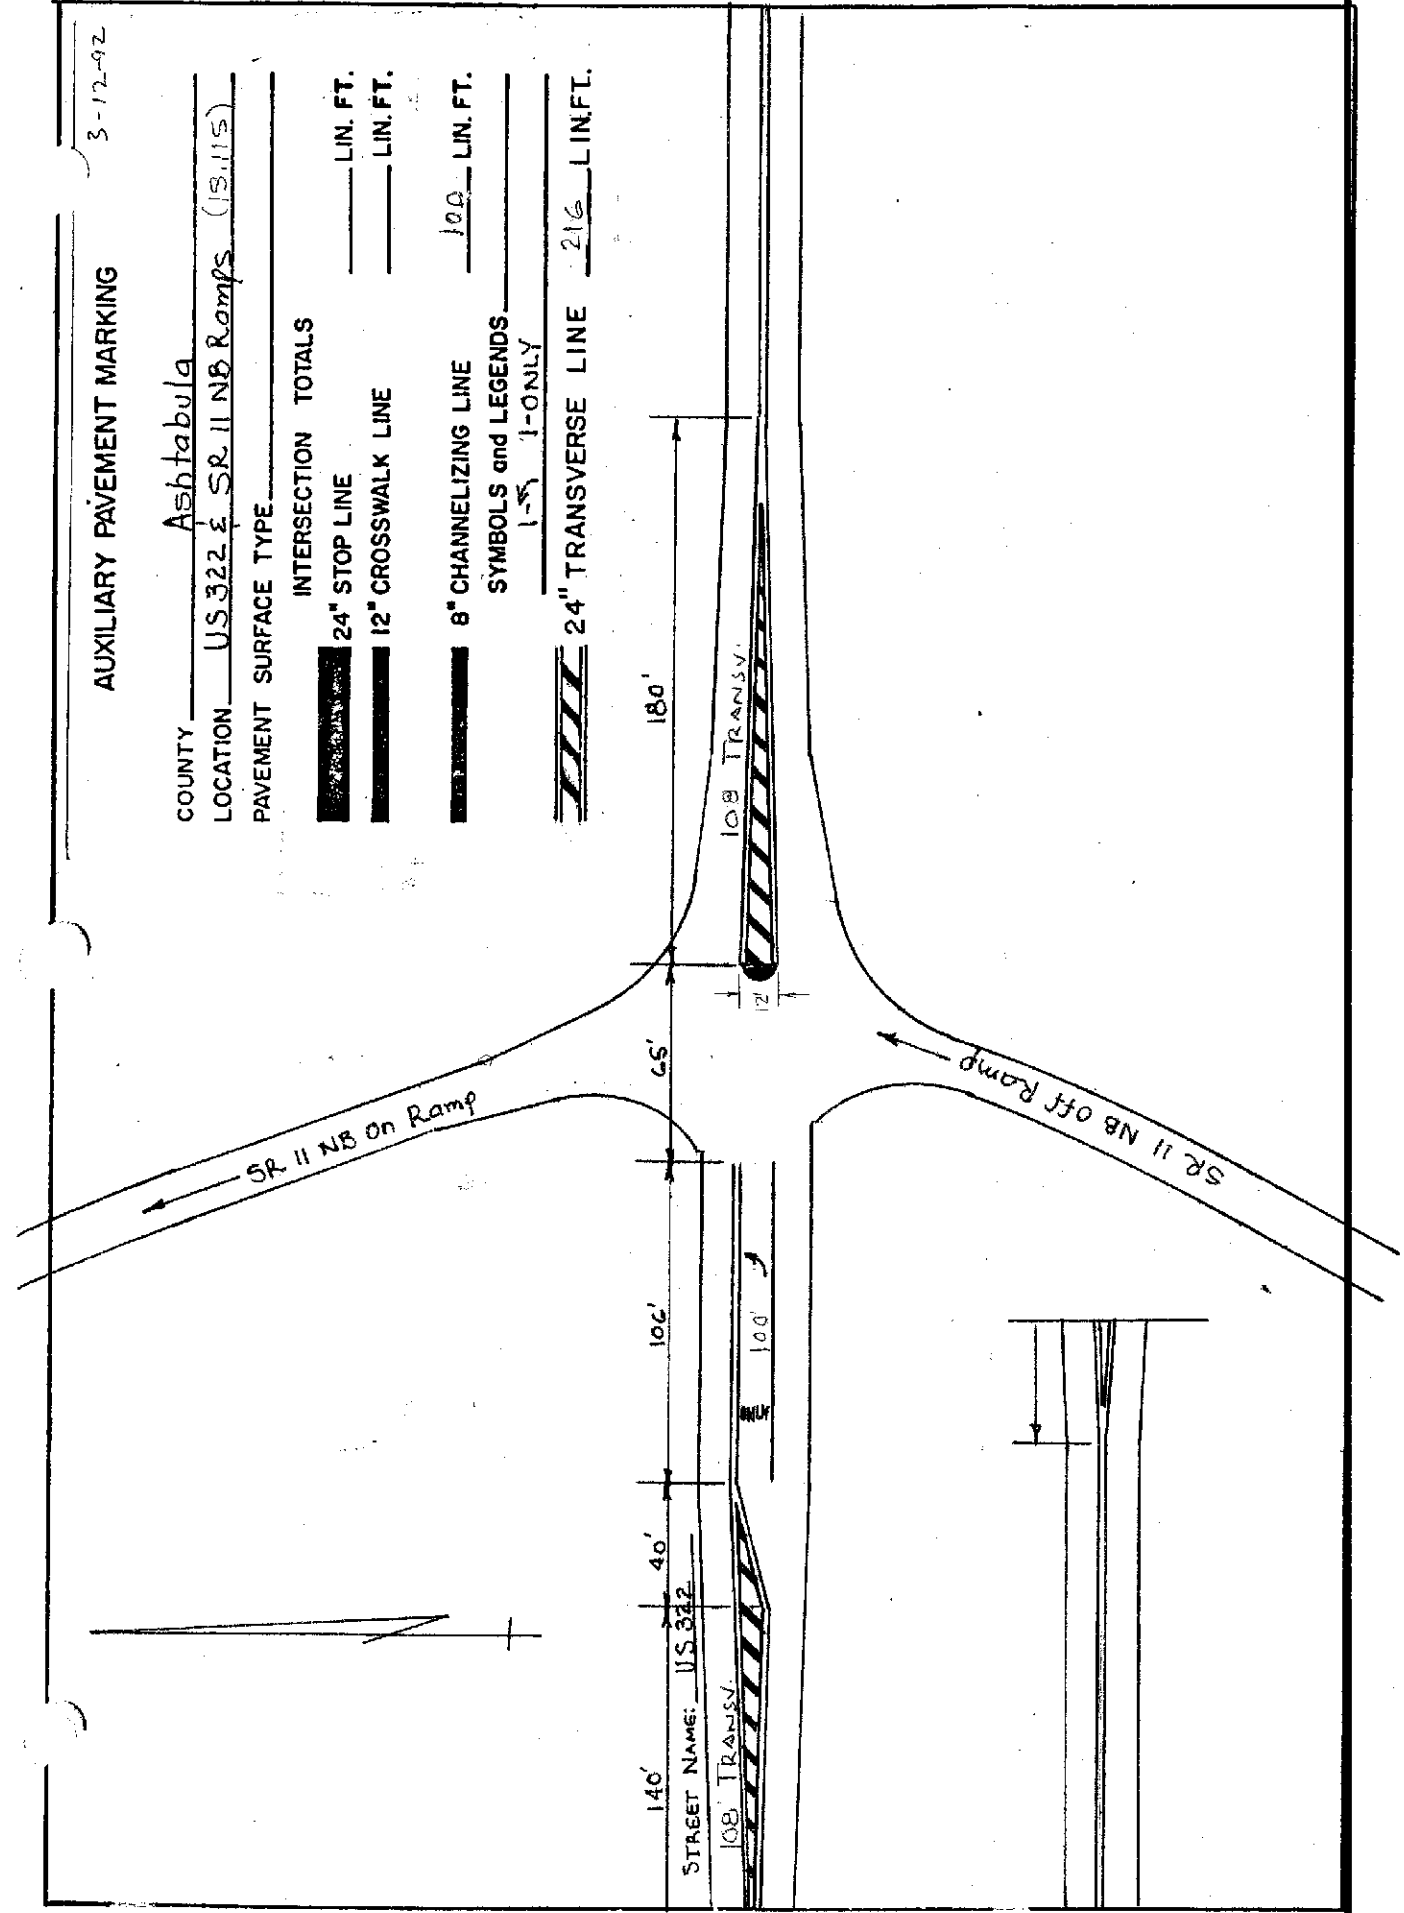 3-12-92
AUXILIARY PAVEMENT MARKING
COUNTY Ashtabula
LOCATION US 322 & SR 11 NB Ramps (13.115)
PAVEMENT SURFACE TYPE
INTERSECTION TOTALS
24" STOP LINE LIN. FT.
12" CROSSWALK LINE LIN. FT.
8" CHANNELIZING LINE 100 LIN. FT.
SYMBOLS and LEGENDS
1- 1-ONLY
24" TRANSVERSE LINE 216 LIN. FT.
140'
40'
106'
65'
180'
STREET NAME: US 322
108' TRANSV.
ONLY
100'
12'
108 TRANSV.
SR 11 NB On Ramp
SR 11 NB Off Ramp